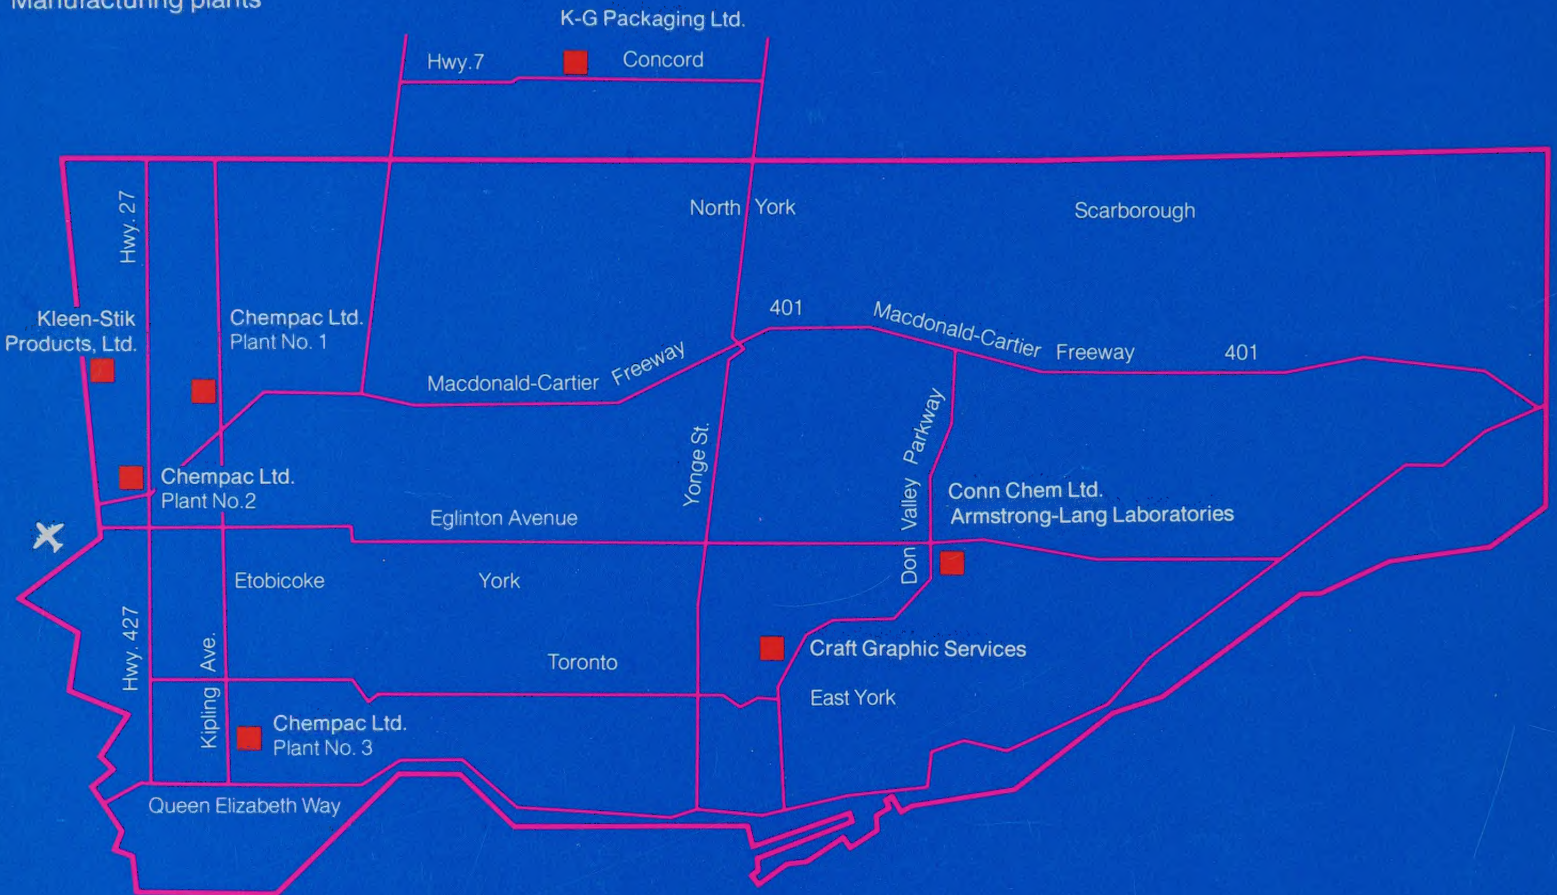 Manufacturing plants
K-G Packaging Ltd.
Hwy.7
Concord
Hwy. 27
North York
Scarborough
401
Macdonald-Cartier Freeway
401
Kleen-Stik
Products, Ltd.
Chempac Ltd.
Plant No. 1
Macdonald-Cartier Freeway
Yonge St.
Don Valley Parkway
Chempac Ltd.
Plant No.2
Conn Chem Ltd.
Armstrong-Lang Laboratories
Eglinton Avenue
Etobicoke
York
Hwy. 427
Kipling Ave.
Toronto
Craft Graphic Services
East York
Chempac Ltd.
Plant No. 3
Queen Elizabeth Way